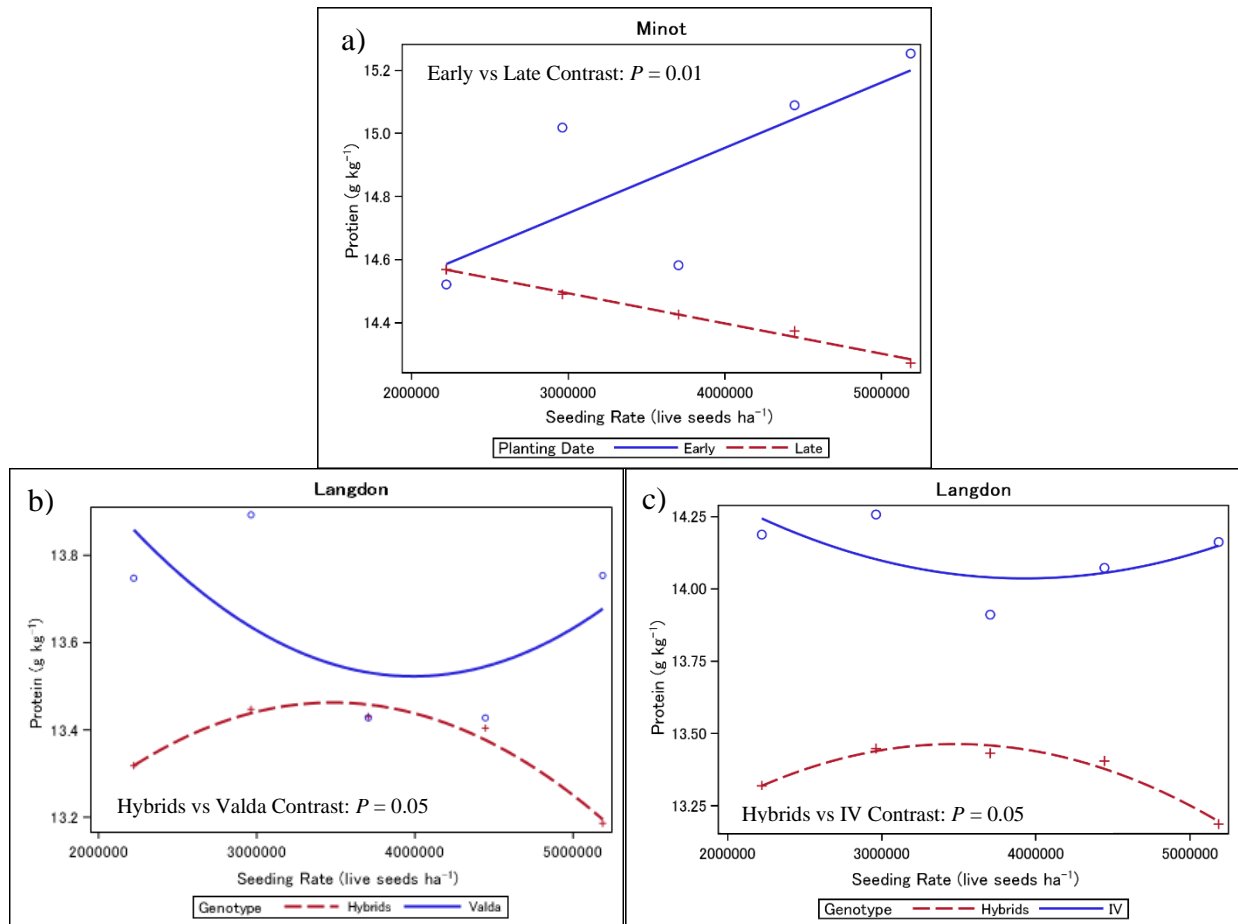 a)
Minot
Early vs Late Contrast: P = 0.01
Protien (g kg⁻¹)
15.2
15.0
14.8
14.6
14.4
2000000 3000000 4000000 5000000
Seeding Rate (live seeds ha⁻¹)
Planting Date Early Late
b)
Langdon
Protein (g kg⁻¹)
13.8
13.6
13.4
13.2
Hybrids vs Valda Contrast: P = 0.05
2000000 3000000 4000000 5000000
Seeding Rate (live seeds ha⁻¹)
Genotype Hybrids Valda
c)
Langdon
Protein (g kg⁻¹)
14.25
14.00
13.75
13.50
13.25
Hybrids vs IV Contrast: P = 0.05
2000000 3000000 4000000 5000000
Seeding Rate (live seeds ha⁻¹)
Genotype Hybrids IV